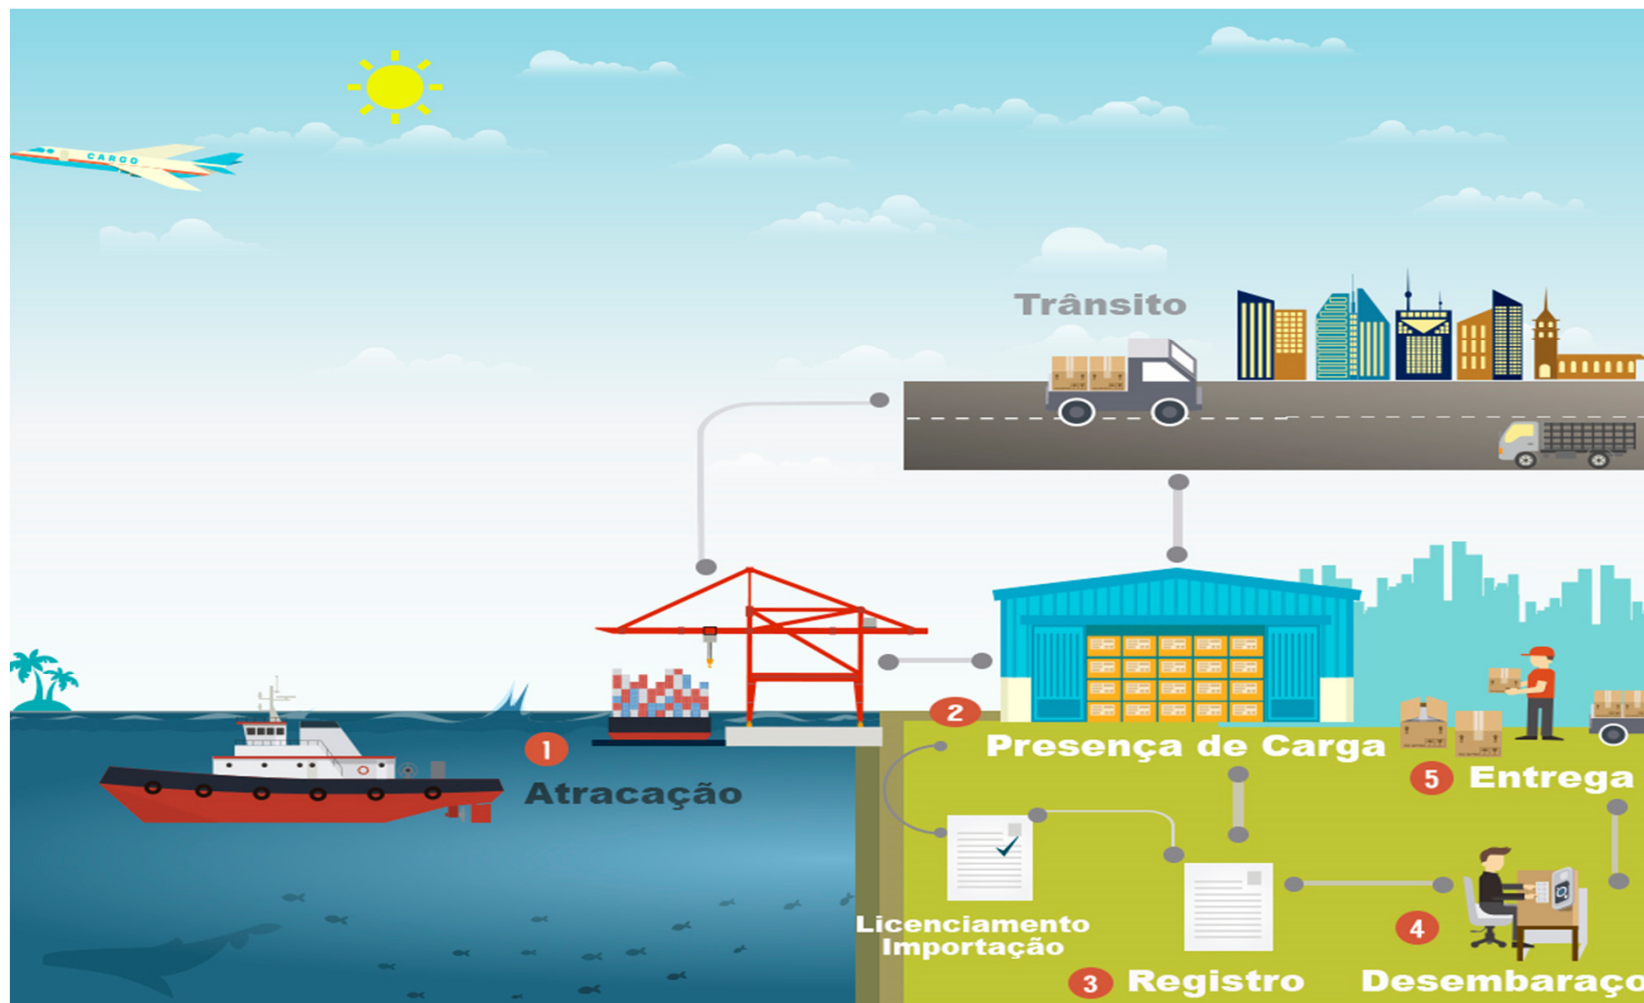 CARGO
Trânsito
1
Atracação
2
Presença de Carga
5 Entrega
Licenciamento
Importação
3 Registro
4
Desembaraço